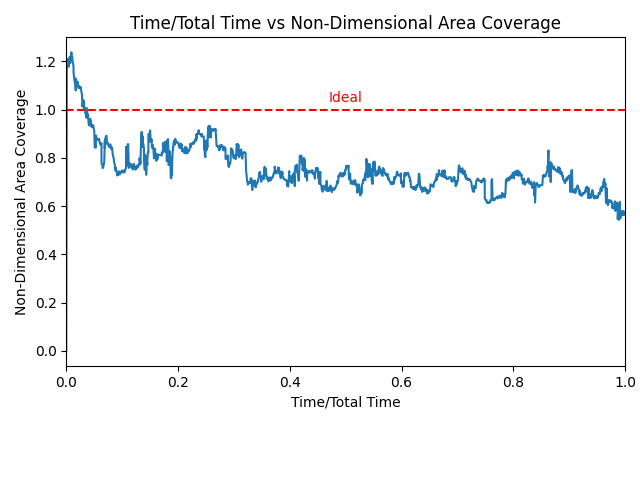 Time/Total Time vs Non-Dimensional Area Coverage
Non-Dimensional Area Coverage
1.2
1.0
0.8
0.6
0.4
0.2
0.0
Ideal
0.0 0.2 0.4 0.6 0.8 1.0
Time/Total Time